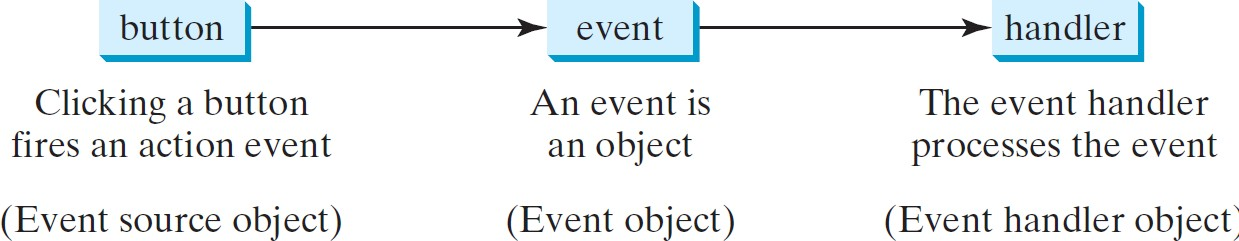 button
event
handler
Clicking a button
fires an action event
An event is
an object
The event handler
processes the event
(Event source object)
(Event object)
(Event handler object)